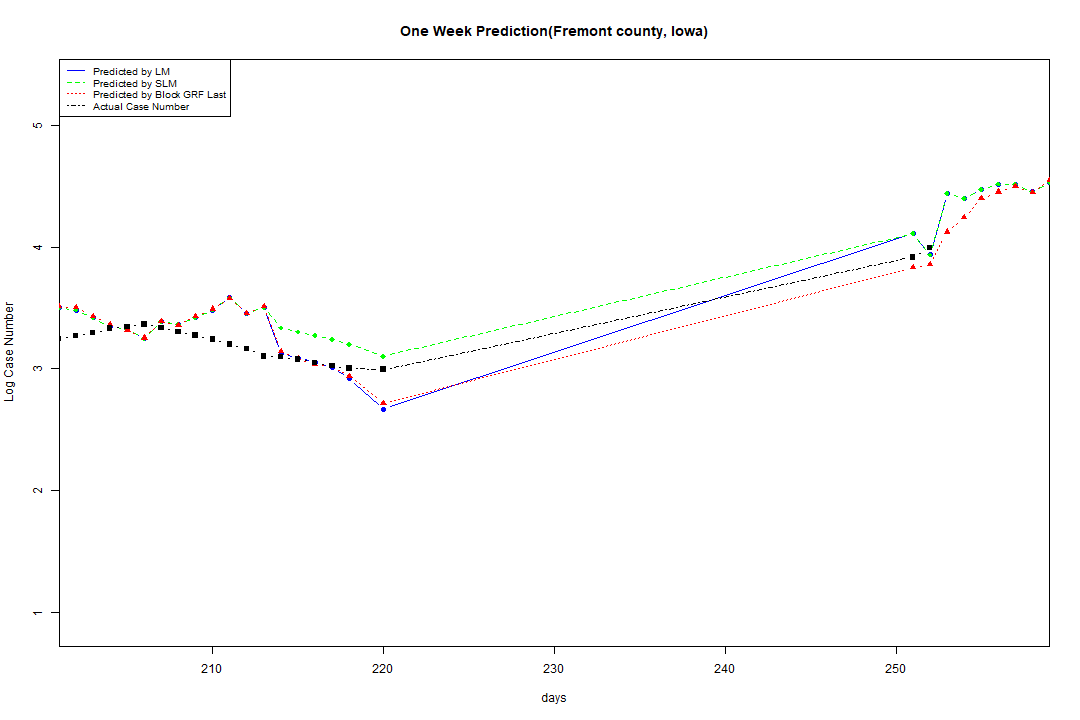 One Week Prediction(Fremont county, Iowa)
Predicted by LM
Predicted by SLM
Predicted by Block GRF Last
Actual Case Number
5
4
3
2
1
Log Case Number
210 220 230 240 250
days